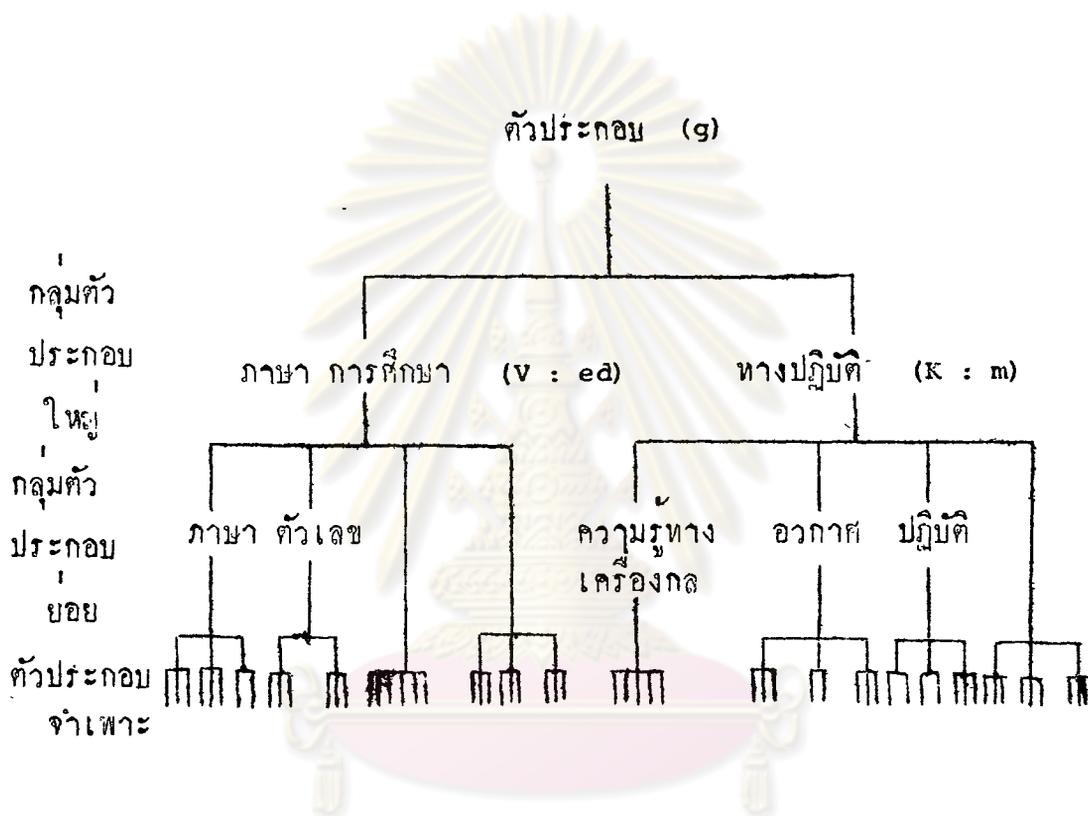 ตัวประกอบ (g)
กลุ่มตัว
ประกอบ
ใหญ่
ภาษา การศึกษา (V : ed)
ทางปฏิบัติ (K : m)
กลุ่มตัว
ประกอบ
ย่อย
ภาษา ตัวเลข
ความรู้ทาง
เครื่องกล
อวกาศ ปฏิบัติ
ตัวประกอบ
จำเพาะ